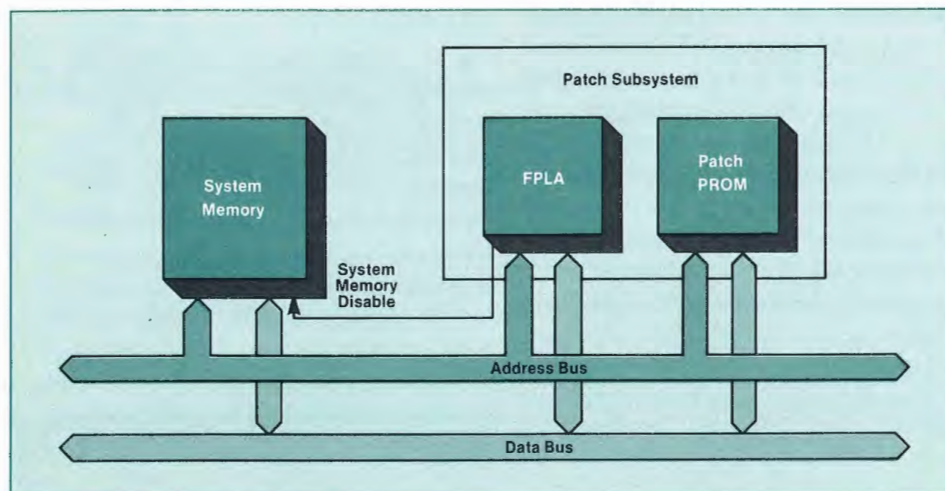 Patch Subsystem
System
Memory
FPLA
Patch
PROM
System
Memory
Disable
Address Bus
Data Bus